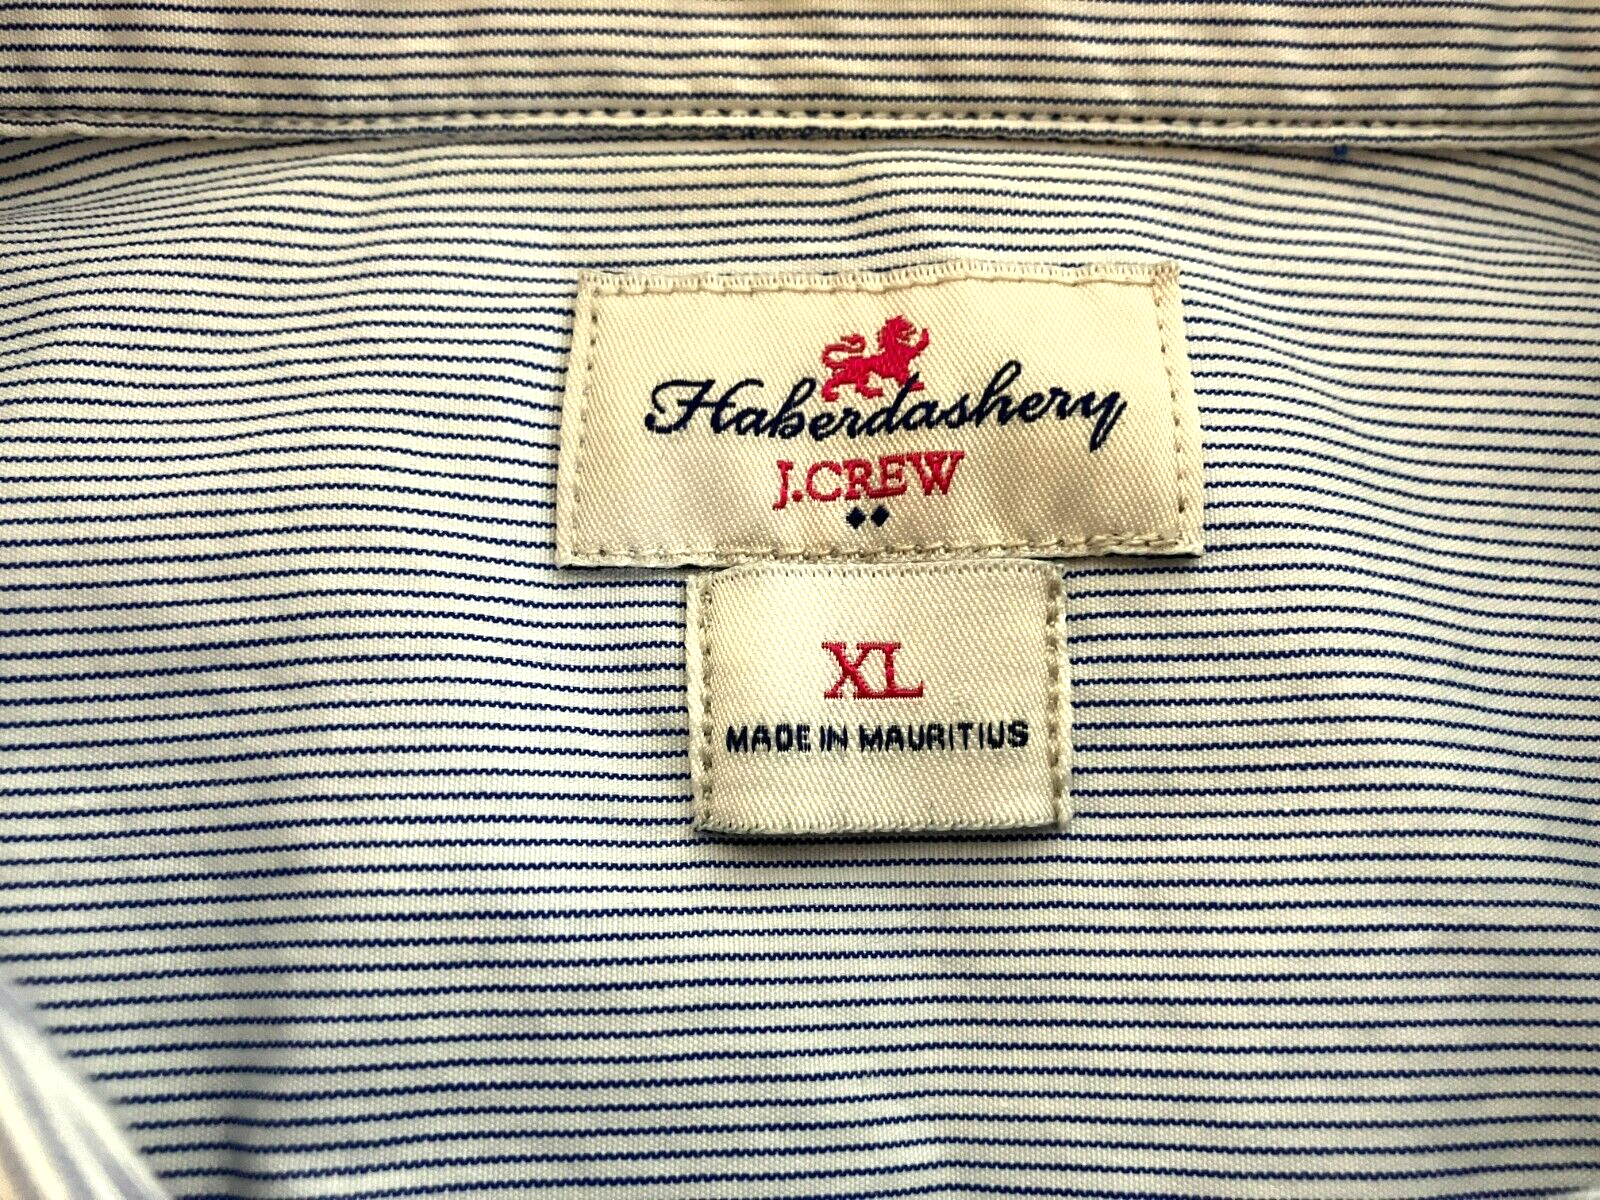 Haberdashery
J.CREW
XL
MADE IN MAURITIUS